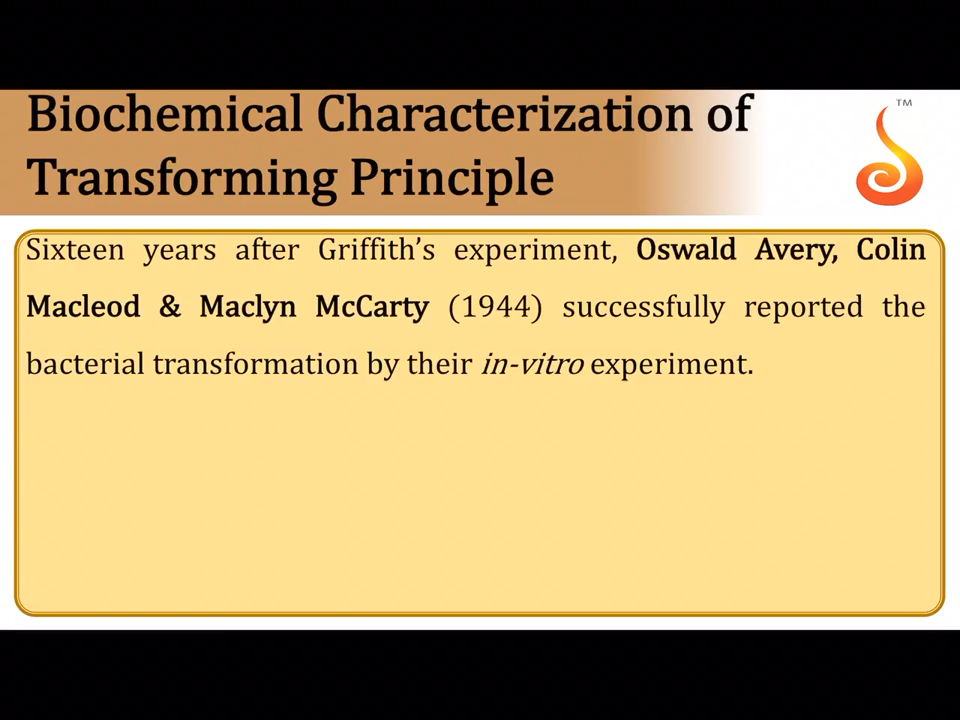 Biochemical Characterization of
Transforming Principle
TM
Sixteen years after Griffith's experiment, Oswald Avery, Colin
Macleod & Maclyn McCarty (1944) successfully reported the
bacterial transformation by their in-vitro experiment.